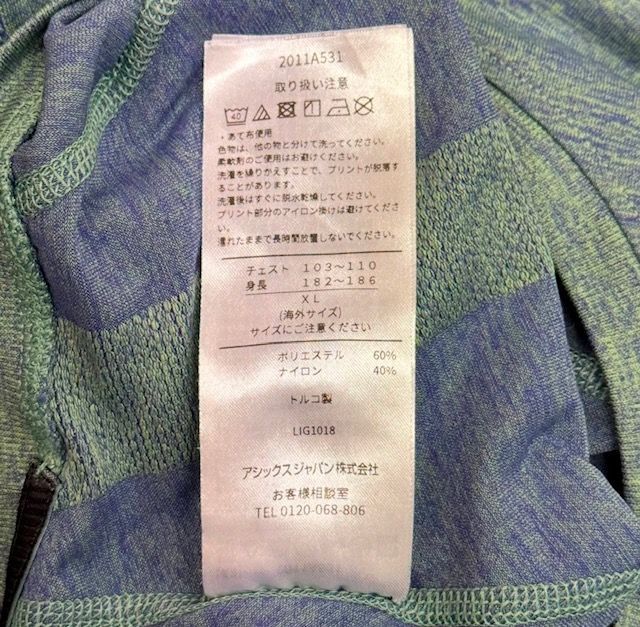 2011A531
取り扱い注意
40
・あて布使用
色物は、他の物と分けて洗ってください。
柔軟剤のご使用はお避けください。
洗濯を繰りかえすことで、プリントが脱落す
ることがあります。
洗濯後はすぐに脱水乾燥してください。
プリント部分のアイロン掛けは避けてくださ
い。
濡れたままで長時間放置しないでください。
チェスト 103～110
身長 182～186
XL
(海外サイズ)
サイズにご注意ください
ポリエステル 60%
ナイロン 40%
トルコ製
LIG1018
アシックスジャパン株式会社
お客様相談室
TEL 0120-068-806